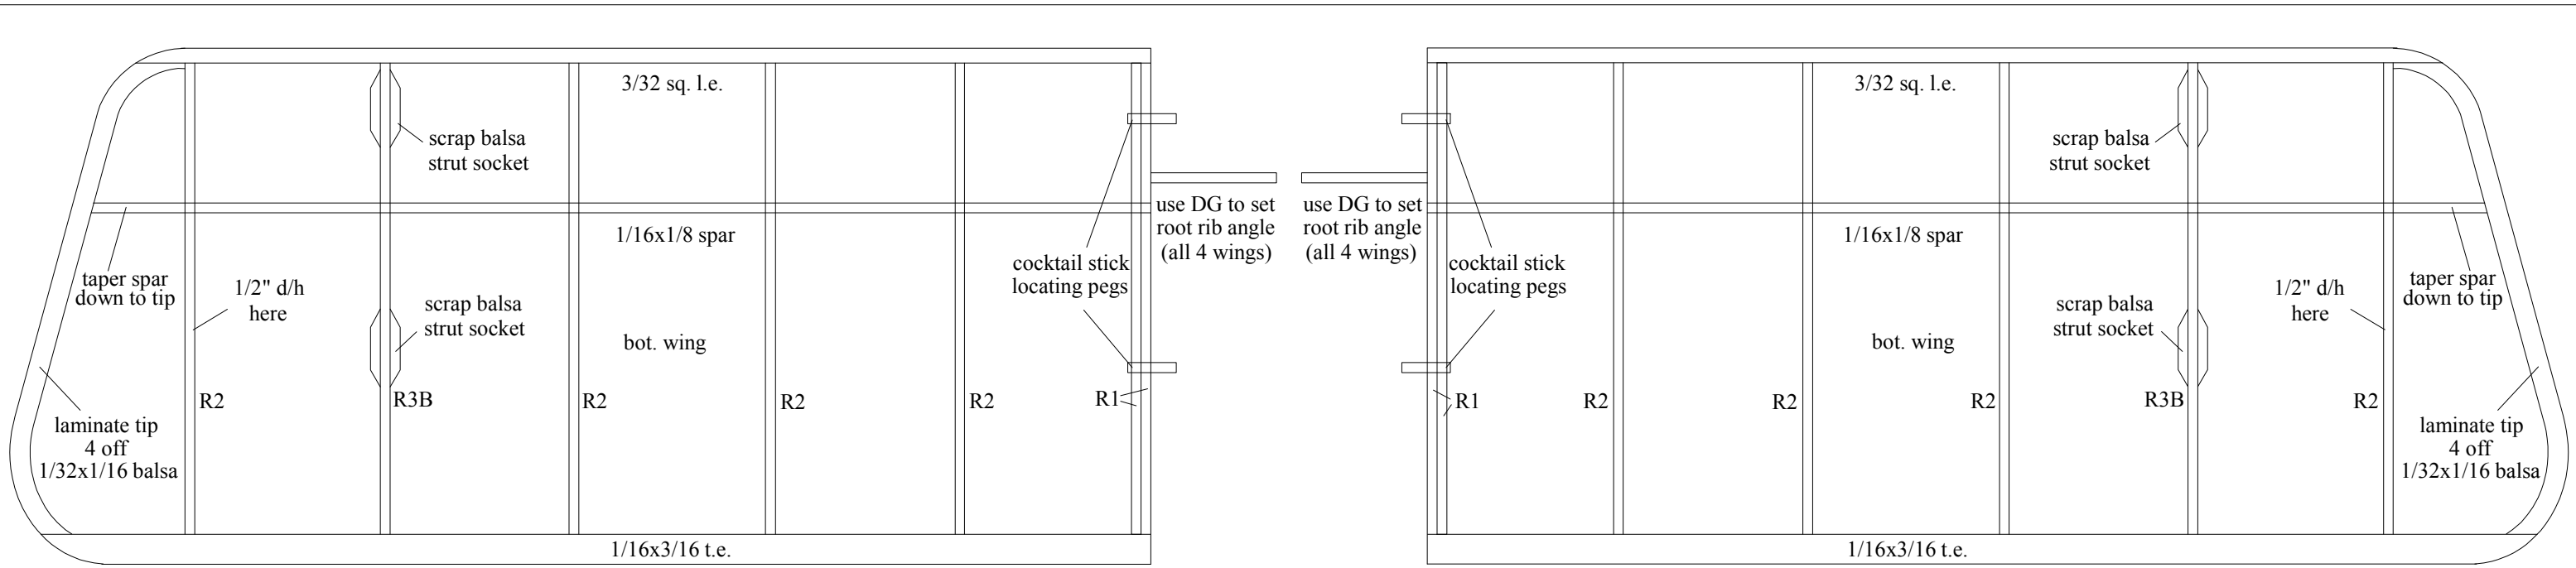 3/32 sq. l.e.
scrap balsa
strut socket
1/16x1/8 spar
taper spar
down to tip
1/2" d/h
here
scrap balsa
strut socket
bot. wing
cocktail stick
locating pegs
use DG to set
root rib angle
(all 4 wings)
R2
R3B
R2
R2
R2
R1
laminate tip
4 off
1/32x1/16 balsa
1/16x3/16 t.e.
3/32 sq. l.e.
scrap balsa
strut socket
use DG to set
root rib angle
(all 4 wings)
cocktail stick
locating pegs
1/16x1/8 spar
bot. wing
scrap balsa
strut socket
1/2" d/h
here
taper spar
down to tip
R1
R2
R2
R2
R3B
R2
laminate tip
4 off
1/32x1/16 balsa
1/16x3/16 t.e.